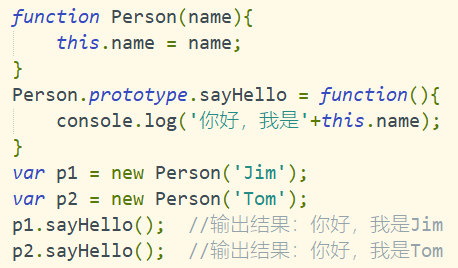 function Person(name){
    this.name = name;
}
Person.prototype.sayHello = function(){
    console.log('你好，我是'+this.name);
}
var p1 = new Person('Jim');
var p2 = new Person('Tom');
p1.sayHello();  //输出结果：你好，我是Jim
p2.sayHello();  //输出结果：你好，我是Tom